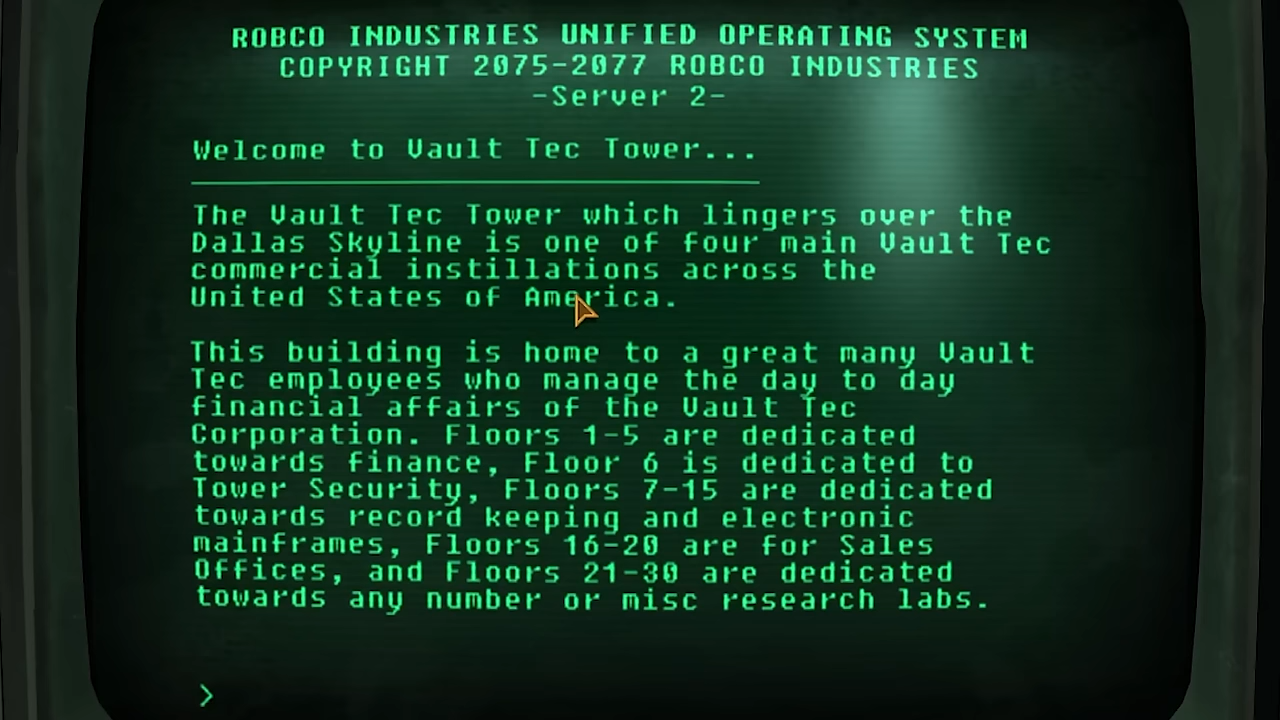 ROBCO INDUSTRIES UNIFIED OPERATING SYSTEM
COPYRIGHT 2075-2077 ROBCO INDUSTRIES
-Server 2-
Welcome to Vault Tec Tower...
The Vault Tec Tower which lingers over the
Dallas Skyline is one of four main Vault Tec
commercial instillations across the
United States of America.
This building is home to a great many Vault
Tec employees who manage the day to day
financial affairs of the Vault Tec
Corporation. Floors 1-5 are dedicated
towards finance, Floor 6 is dedicated to
Tower Security, Floors 7-15 are dedicated
towards record keeping and electronic
mainframes, Floors 16-20 are for Sales
Offices, and Floors 21-30 are dedicated
towards any number or misc research labs.
>